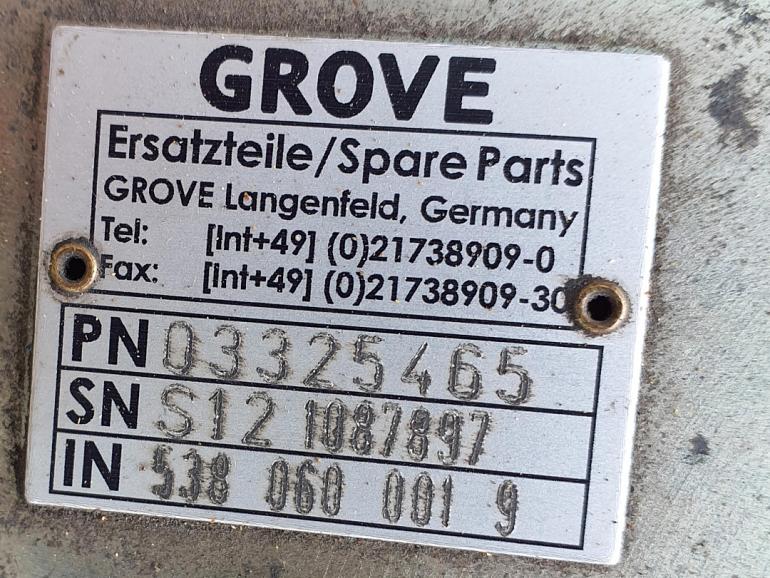 GROVE
Ersatzteile/Spare Parts
GROVE Langenfeld, Germany
Tel: [Int+49] (0)21738909-0
Fax: [Int+49] (0)21738909-30
PN 03325465
SN S12 1087897
IN 538 060 001 9